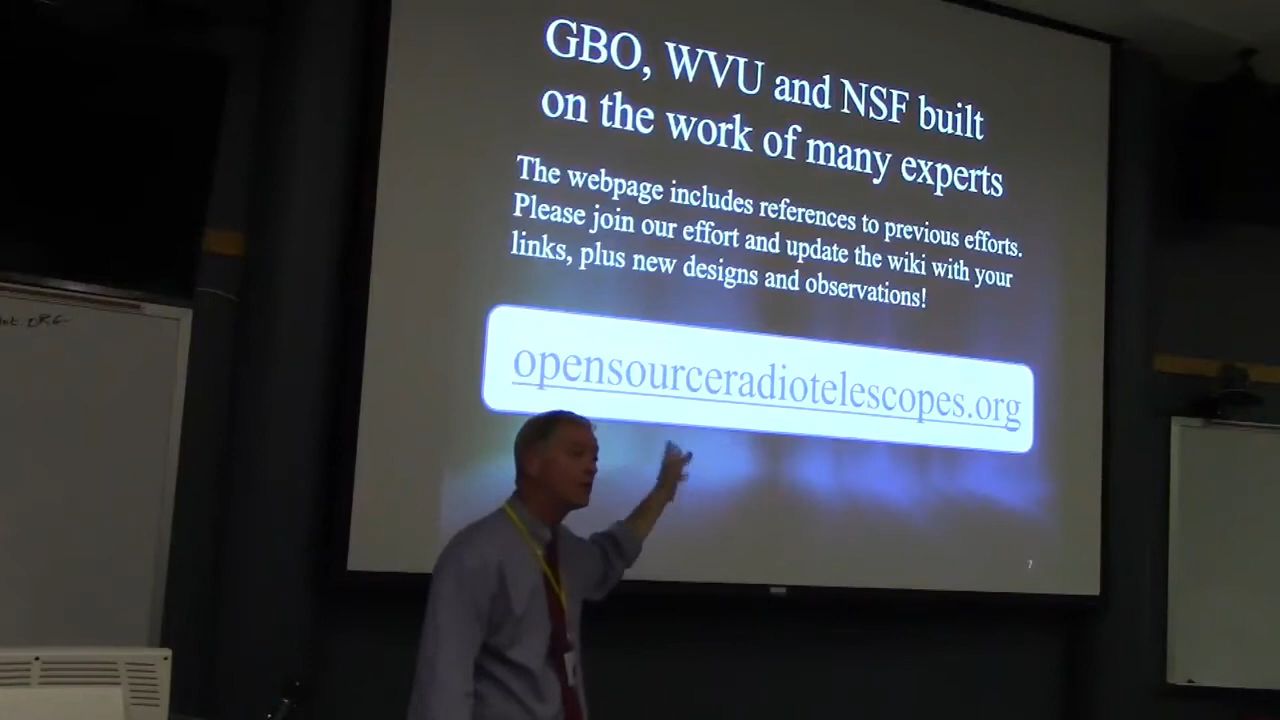 GBO, WVU and NSF built
on the work of many experts
The webpage includes references to previous efforts.
Please join our effort and update the wiki with your
links, plus new designs and observations!
opensourceradiotelescopes.org
7